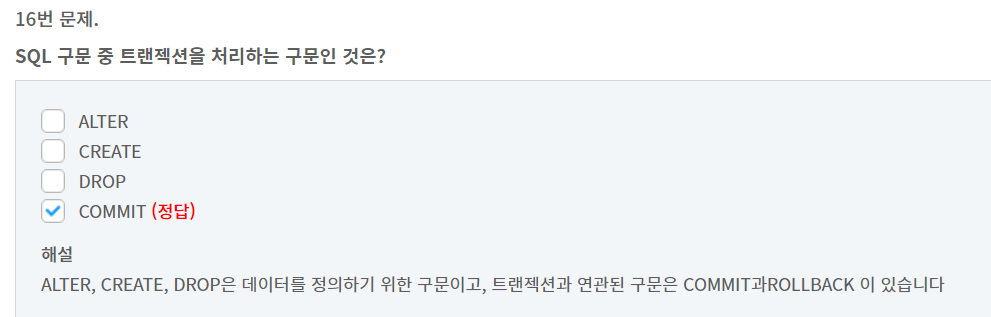 16번 문제.
SQL 구문 중 트랜젝션을 처리하는 구문인 것은?
ALTER
CREATE
DROP
COMMIT (정답)
해설
ALTER, CREATE, DROP은 데이터를 정의하기 위한 구문이고, 트랜젝션과 연관된 구문은 COMMIT과ROLLBACK 이 있습니다